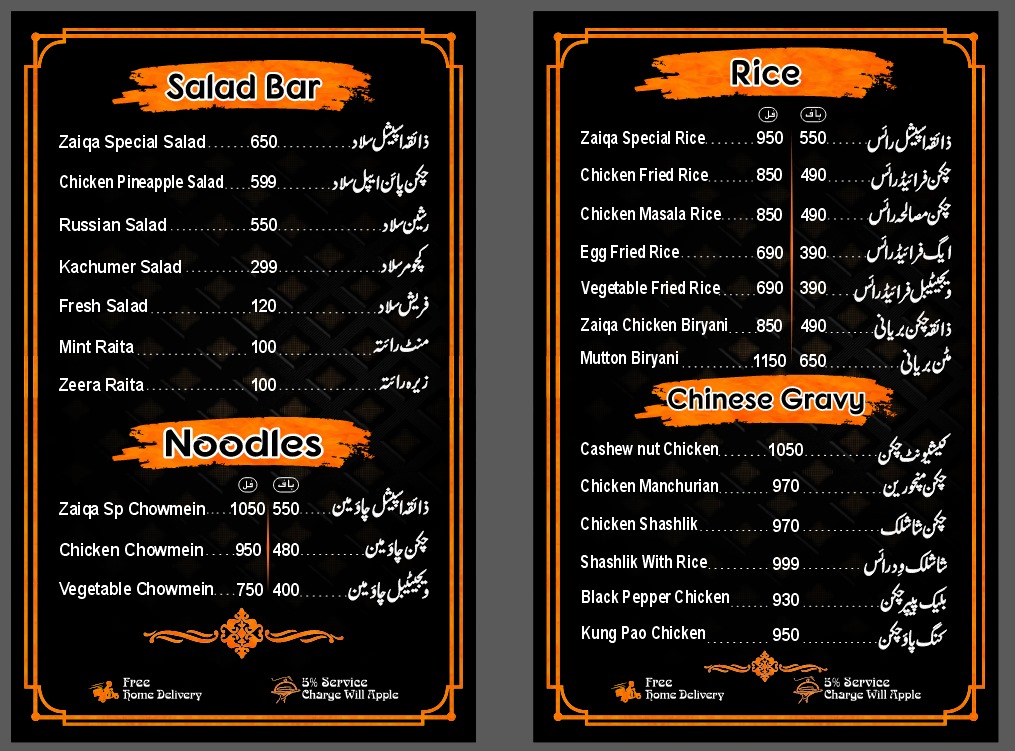 Salad Bar
Zaiqa Special Salad 650 ذائقہ اسپیشل سلاد
Chicken Pineapple Salad 599 چکن پائن ایپل سلاد
Russian Salad 550 رشین سلاد
Kachumer Salad 299 کچومر سلاد
Fresh Salad 120 فریش سلاد
Mint Raita 100 منٹ رائتہ
Zeera Raita 100 زیرہ رائتہ
Noodles
فل ہاف
Zaiqa Sp Chowmein 1050 550 ذائقہ اسپیشل چاؤمین
Chicken Chowmein 950 480 چکن چاؤمین
Vegetable Chowmein 750 400 ویجیٹیبل چاؤمین
Free
Home Delivery
5% Service
Charge Will Apple
Rice
فل ہاف
Zaiqa Special Rice 950 550 ذائقہ اسپیشل رائس
Chicken Fried Rice 850 490 چکن فرائیڈ رائس
Chicken Masala Rice 850 490 چکن مصالحہ رائس
Egg Fried Rice 690 390 ایگ فرائیڈ رائس
Vegetable Fried Rice 690 390 ویجیٹیبل فرائیڈ رائس
Zaiqa Chicken Biryani 850 490 ذائقہ چکن بریانی
Mutton Biryani 1150 650 مٹن بریانی
Chinese Gravy
Cashew nut Chicken 1050 کیشیونٹ چکن
Chicken Manchurian 970 چکن منچورین
Chicken Shashlik 970 چکن شاشلک
Shashlik With Rice 999 شاشلک ود رائس
Black Pepper Chicken 930 بلیک پیپر چکن
Kung Pao Chicken 950 کنگ پاؤ چکن
Free
Home Delivery
5% Service
Charge Will Apple